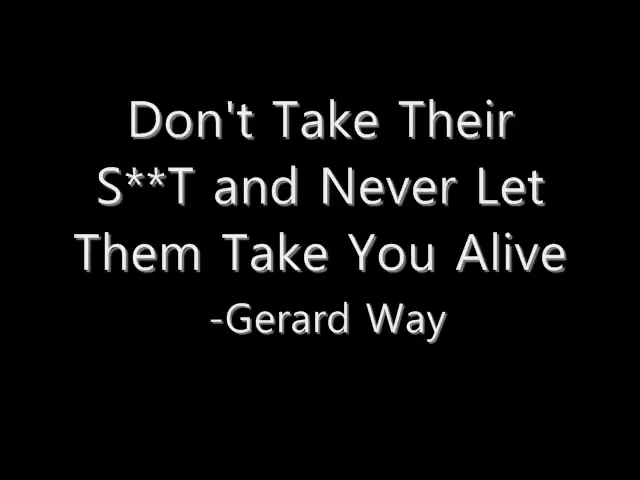 Don't Take Their
S**T and Never Let
Them Take You Alive
-Gerard Way